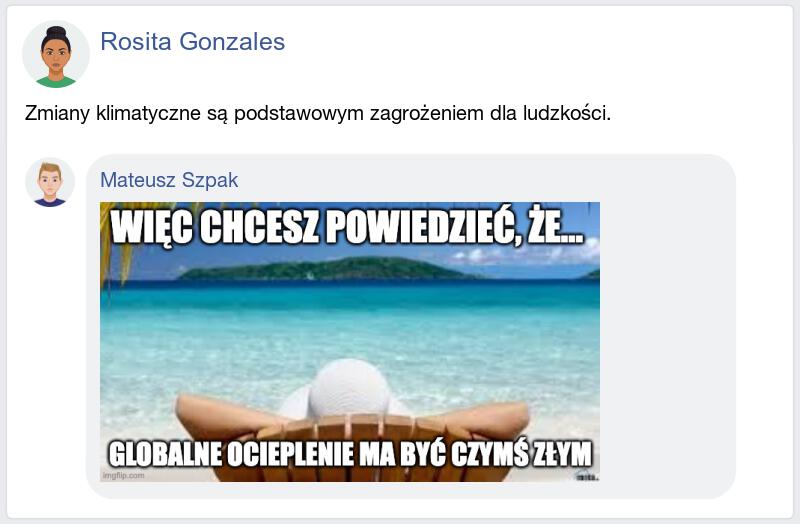 Rosita Gonzales
Zmiany klimatyczne są podstawowym zagrożeniem dla ludzkości.
Mateusz Szpak
WIĘC CHCESZ POWIEDZIEĆ, ŻE...
GLOBALNE OCIEPLENIE MA BYĆ CZYMŚ ZŁYM
imgflip.com